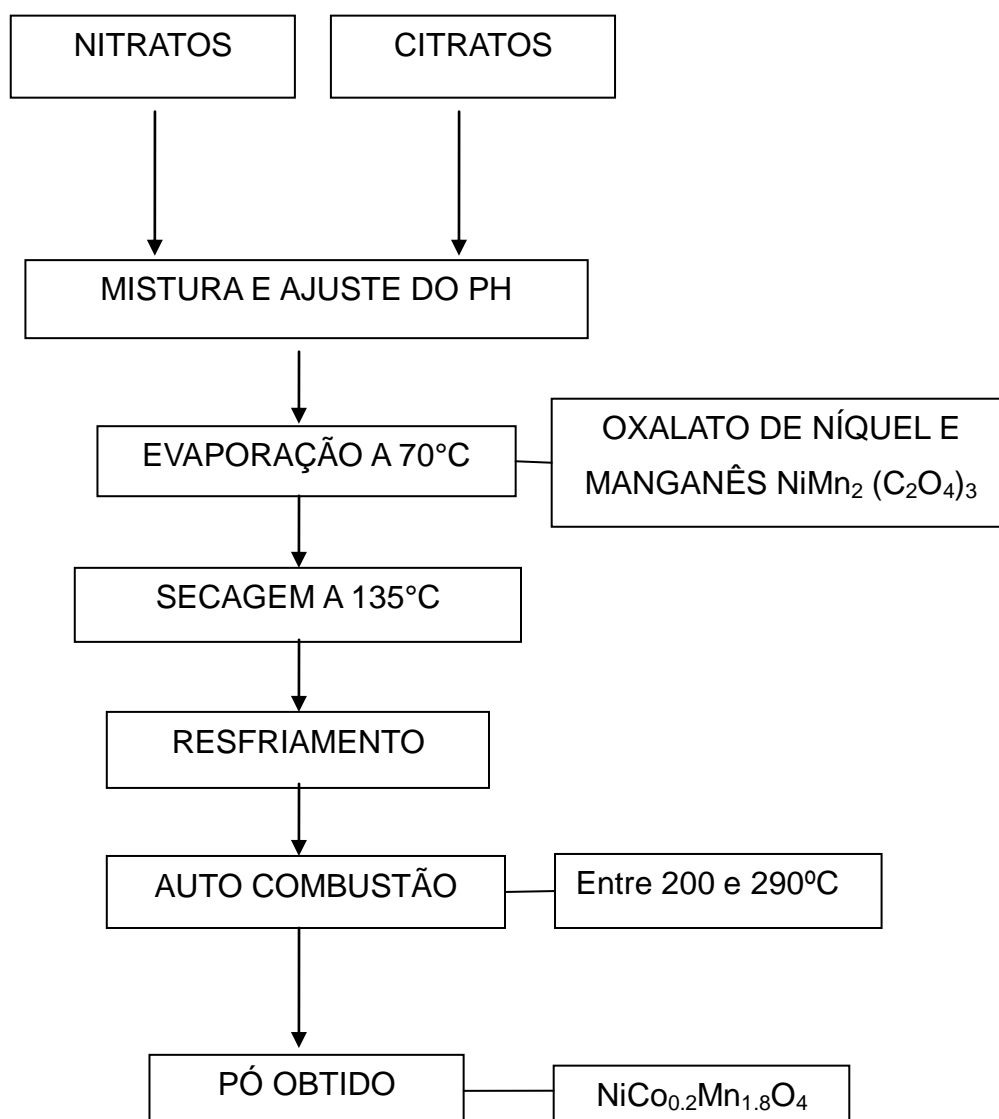 NITRATOS
CITRATOS
MISTURA E AJUSTE DO PH
EVAPORAÇÃO A 70°C
OXALATO DE NÍQUEL E
MANGANÊS NiMn₂ (C₂O₄)₃
SECAGEM A 135°C
RESFRIAMENTO
AUTO COMBUSTÃO
Entre 200 e 290ºC
PÓ OBTIDO
NiCo₀.₂Mn₁.₈O₄